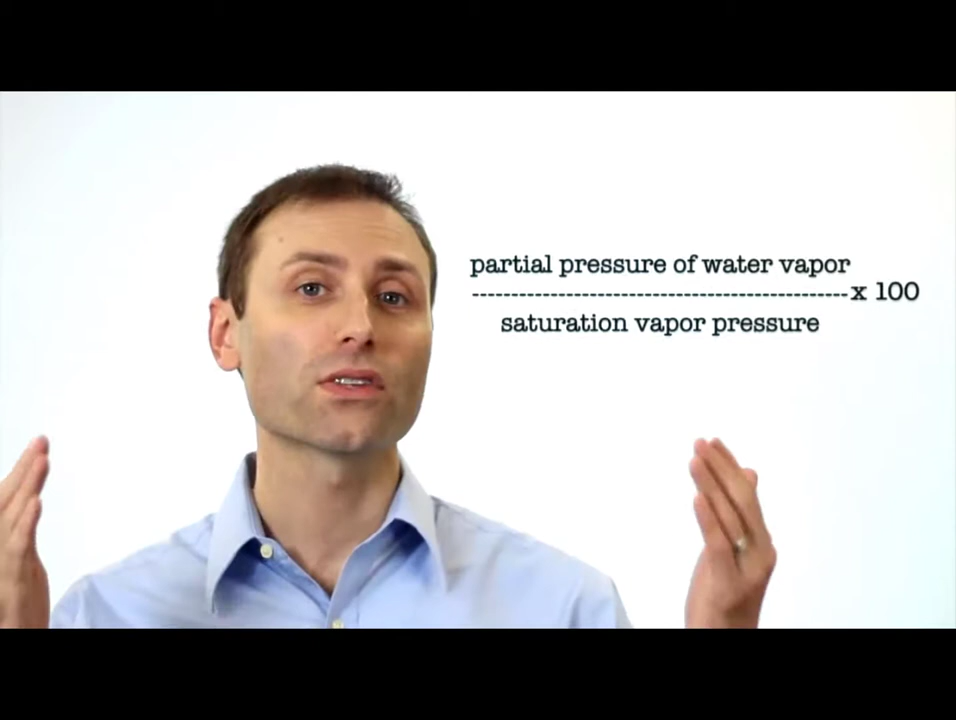 partial pressure of water vapor
------------------------------------------------x 100
saturation vapor pressure